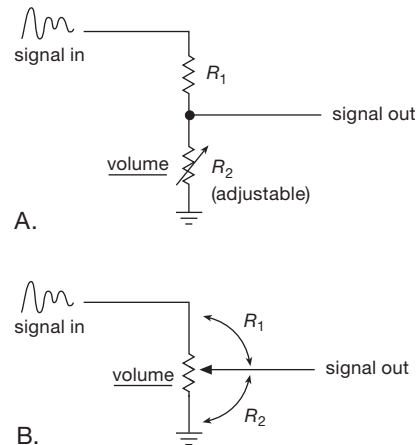 signal in
R1
signal out
volume
R2
(adjustable)
A.
signal in
R1
volume
signal out
R2
B.